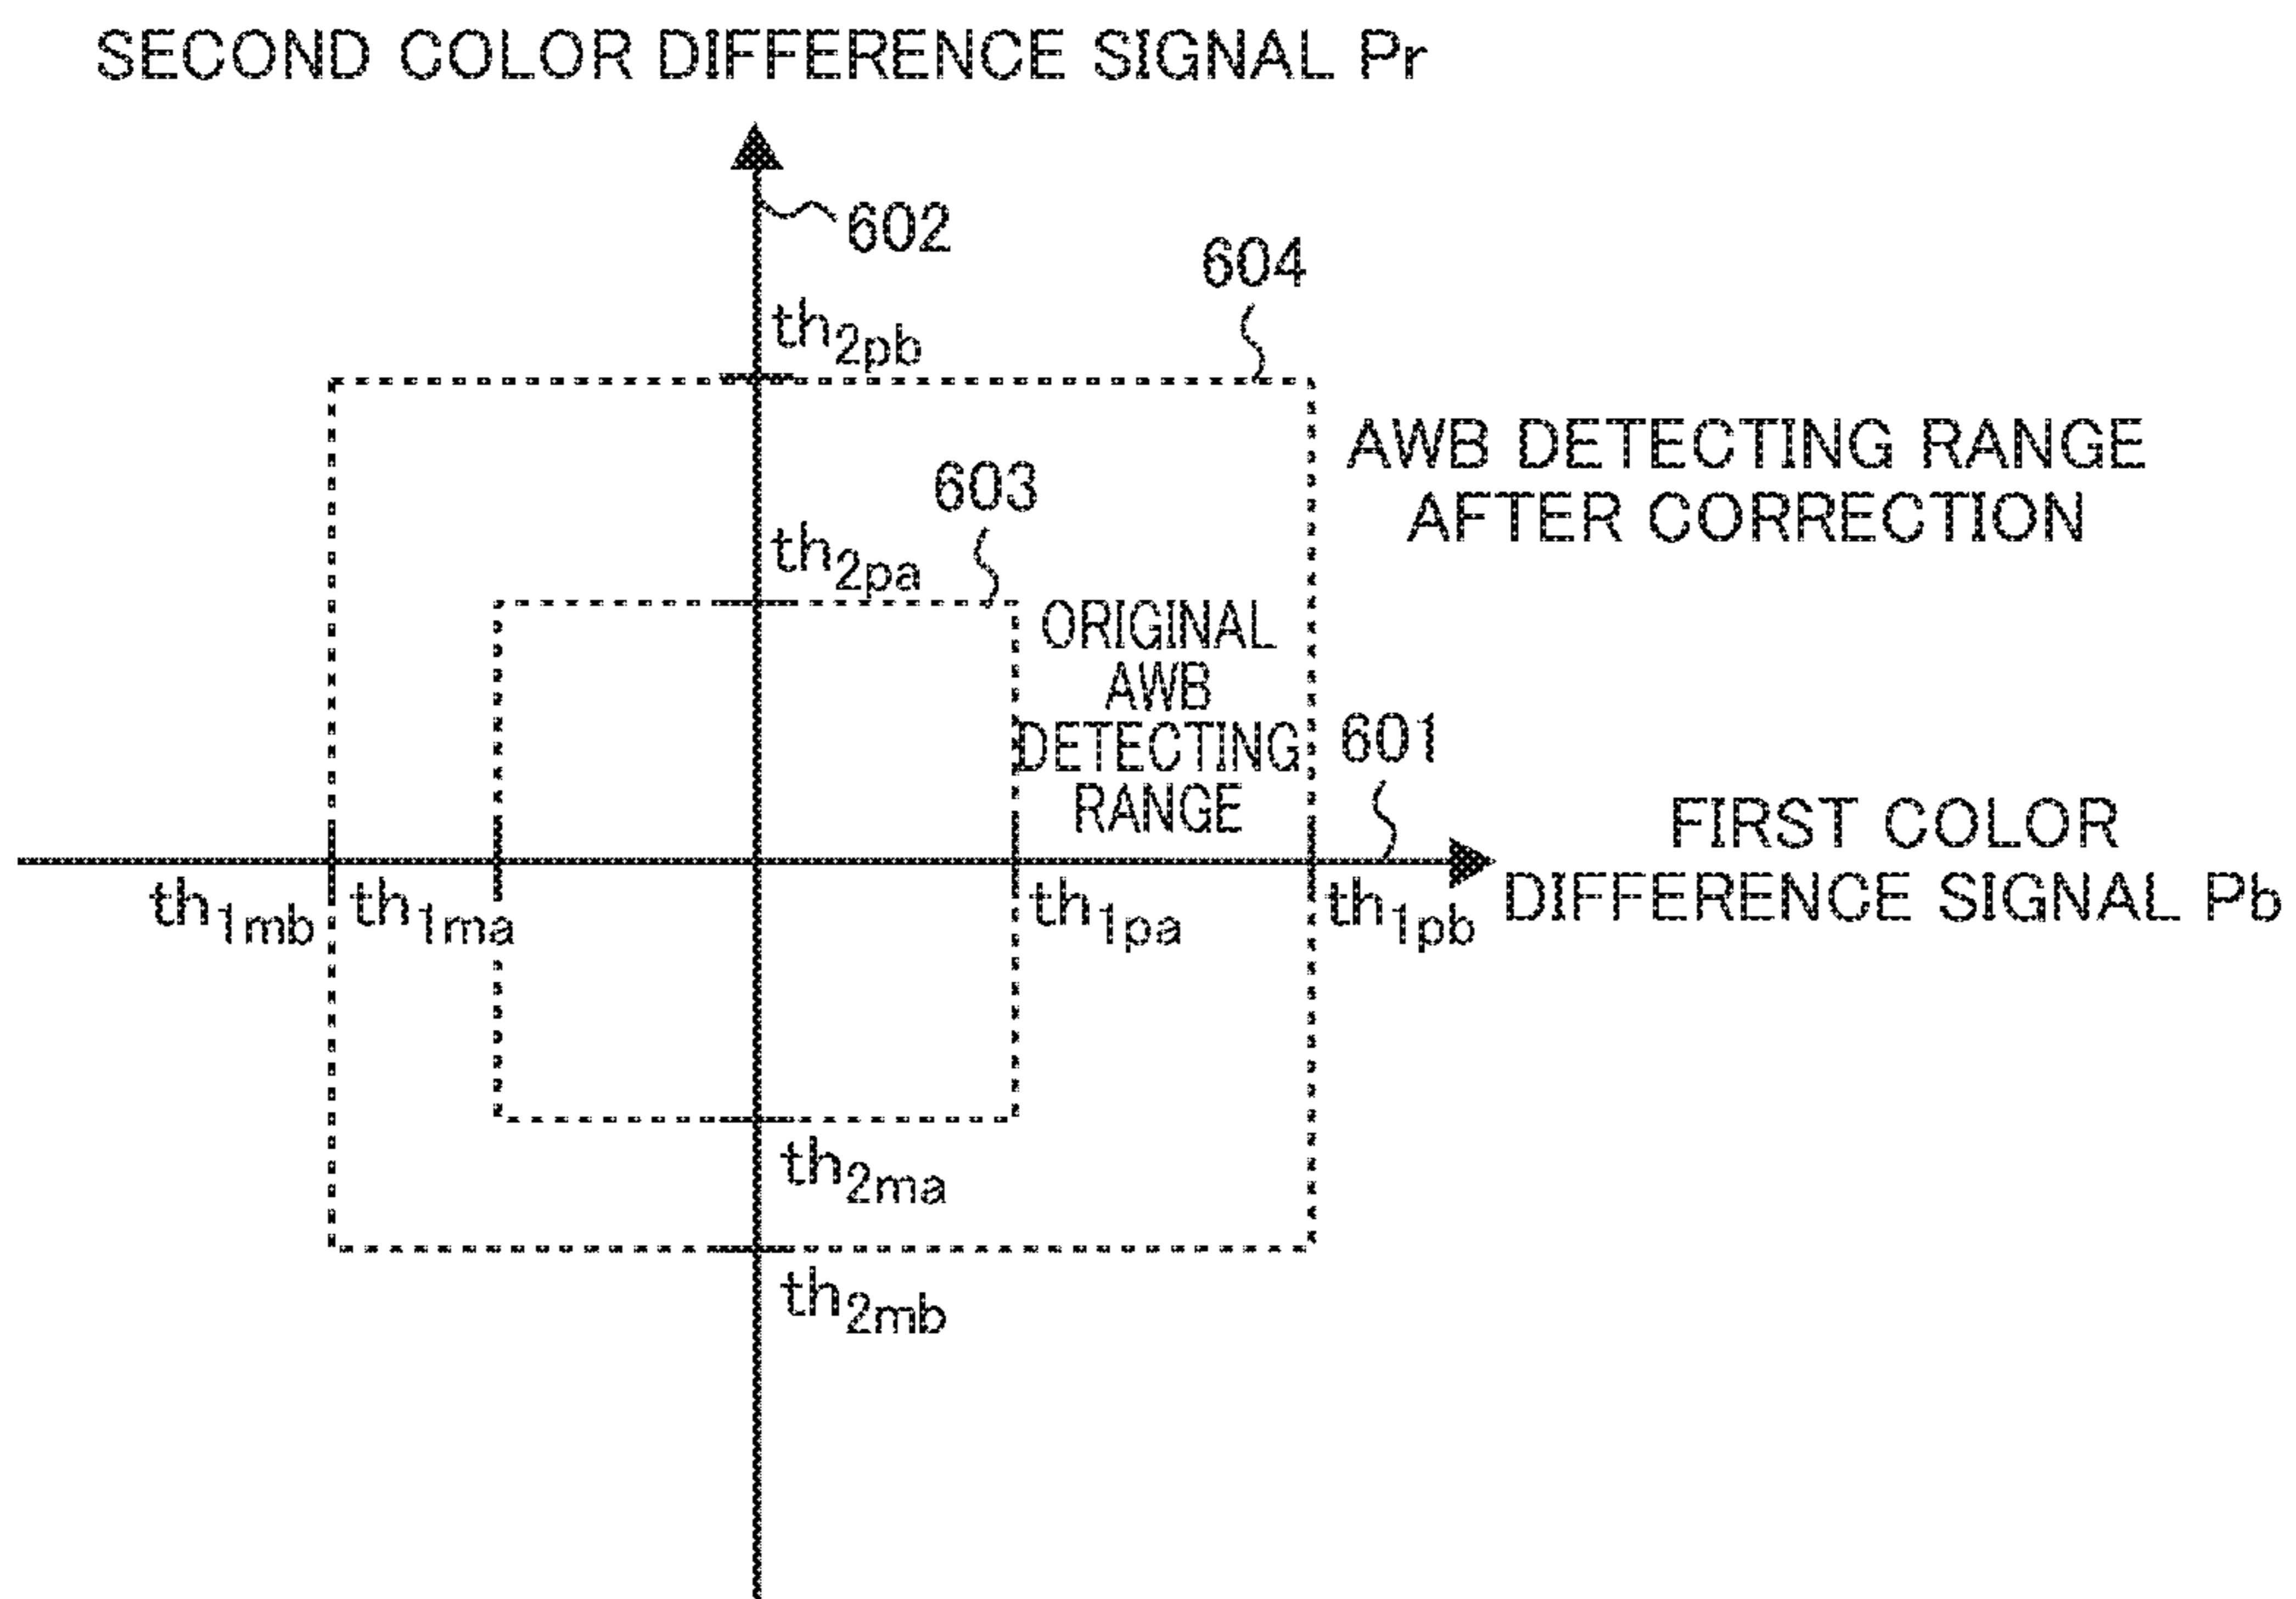 SECOND COLOR DIFFERENCE SIGNAL Pr
602
604
th2pb
AWB DETECTING RANGE
AFTER CORRECTION
603
th2pa
ORIGINAL
AWB
DETECTING
RANGE
601
FIRST COLOR
DIFFERENCE SIGNAL Pb
th1mb
th1ma
th1pa
th1pb
th2ma
th2mb